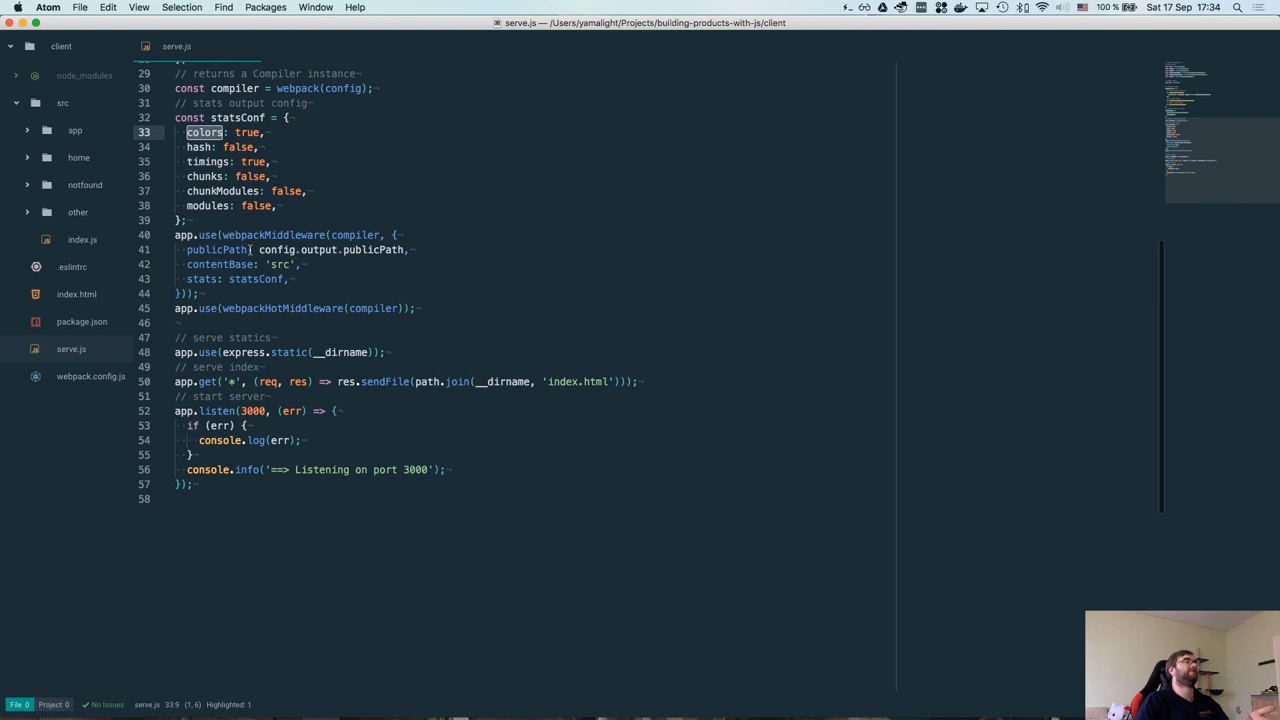 Atom File Edit View Selection Find Packages Window Help
100 % Sat 17 Sep 17:34
serve.js — /Users/yamalight/Projects/building-products-with-js/client
client
node_modules
src
app
home
notfound
other
index.js
.eslintrc
index.html
package.json
serve.js
webpack.config.js
serve.js
29 // returns a Compiler instance¬
30 const compiler = webpack(config);¬
31 // stats output config¬
32 const statsConf = {¬
33 ··colors: true,¬
34 ··hash: false,¬
35 ··timings: true,¬
36 ··chunks: false,¬
37 ··chunkModules: false,¬
38 ··modules: false,¬
39 };¬
40 app.use(webpackMiddleware(compiler, {¬
41 ··publicPath: config.output.publicPath,¬
42 ··contentBase: 'src',¬
43 ··stats: statsConf,¬
44 }));¬
45 app.use(webpackHotMiddleware(compiler));¬
46 ¬
47 // serve statics¬
48 app.use(express.static(__dirname));¬
49 // serve index¬
50 app.get('*', (req, res) => res.sendFile(path.join(__dirname, 'index.html')));¬
51 // start server¬
52 app.listen(3000, (err) => {¬
53 ··if (err) {¬
54 ····console.log(err);¬
55 ··}¬
56 ··console.info('==> Listening on port 3000');¬
57 });¬
58
File 0 Project 0 No Issues serve.js 33:9 (1, 6) Highlighted: 1